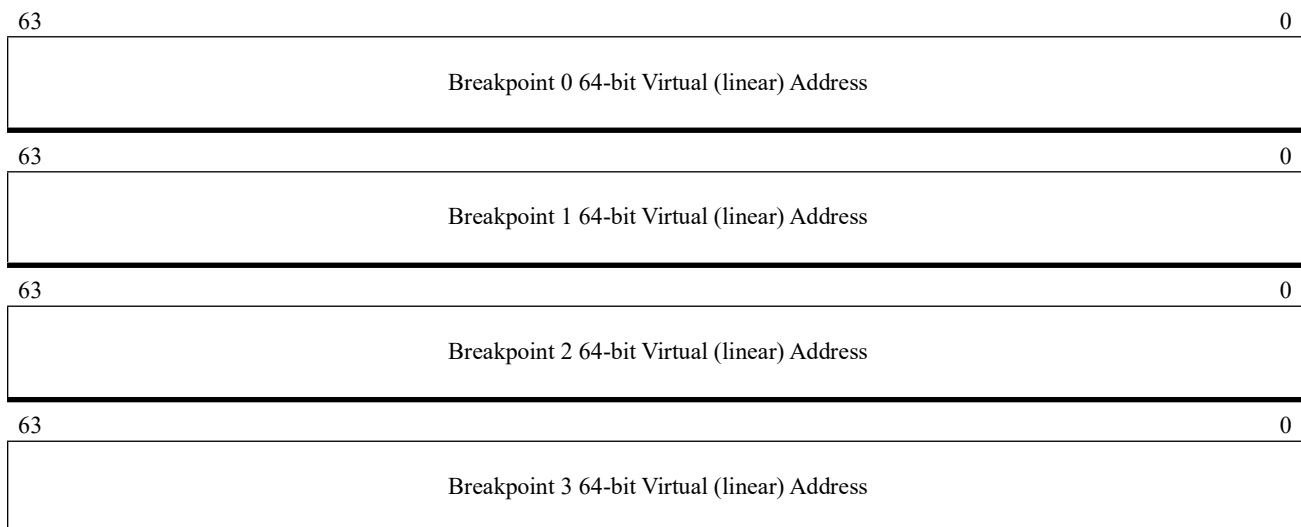 63 0
Breakpoint 0 64-bit Virtual (linear) Address
63 0
Breakpoint 1 64-bit Virtual (linear) Address
63 0
Breakpoint 2 64-bit Virtual (linear) Address
63 0
Breakpoint 3 64-bit Virtual (linear) Address